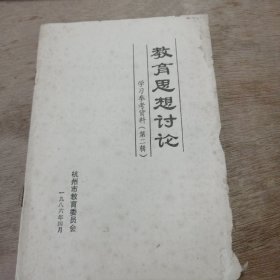 教育思想讨论
学习参考资料（第二辑）
杭州市教育委员会
一九八六年四月